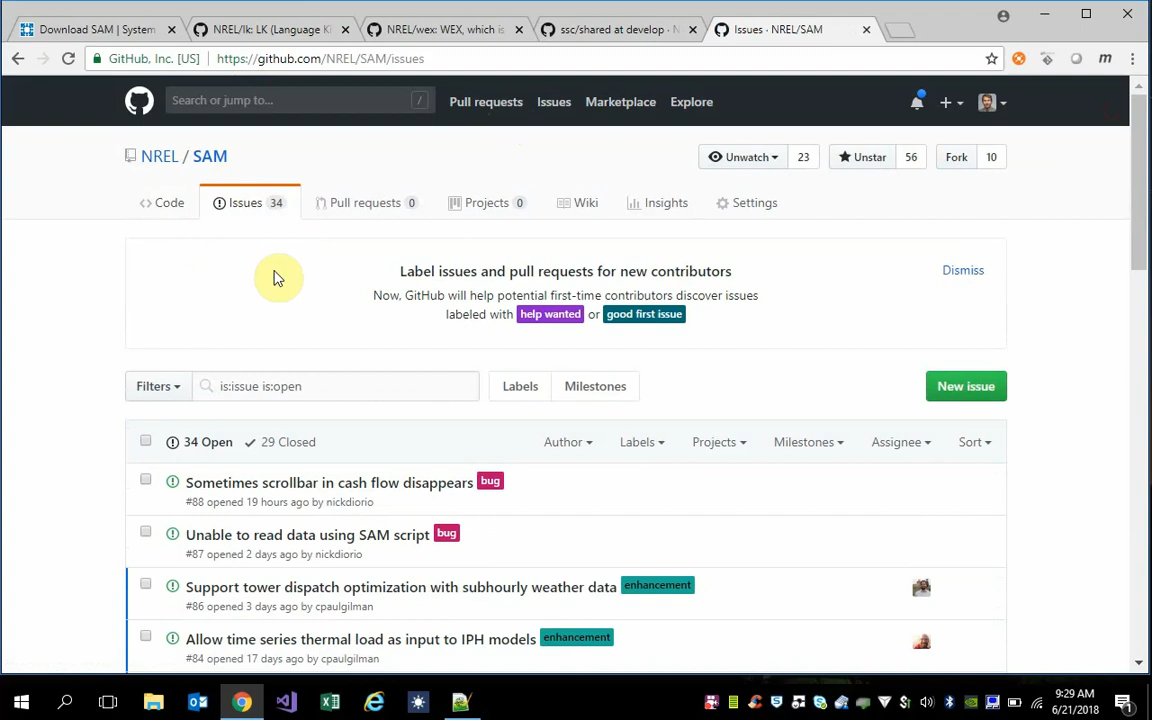 Download SAM | System
NREL/lk: LK (Language Ki
NREL/wex: WEX, which is
ssc/shared at develop · N
Issues · NREL/SAM
GitHub, Inc. [US]
https://github.com/NREL/SAM/issues
Search or jump to...
/
Pull requests
Issues
Marketplace
Explore
NREL / SAM
Unwatch
23
Unstar
56
Fork
10
Code
Issues 34
Pull requests 0
Projects 0
Wiki
Insights
Settings
Label issues and pull requests for new contributors
Dismiss
Now, GitHub will help potential first-time contributors discover issues
labeled with help wanted or good first issue
Filters
is:issue is:open
Labels
Milestones
New issue
34 Open
29 Closed
Author
Labels
Projects
Milestones
Assignee
Sort
Sometimes scrollbar in cash flow disappears bug
#88 opened 19 hours ago by nickdiorio
Unable to read data using SAM script bug
#87 opened 2 days ago by nickdiorio
Support tower dispatch optimization with subhourly weather data enhancement
#86 opened 3 days ago by cpaulgilman
Allow time series thermal load as input to IPH models enhancement
#84 opened 17 days ago by cpaulgilman
9:29 AM
6/21/2018